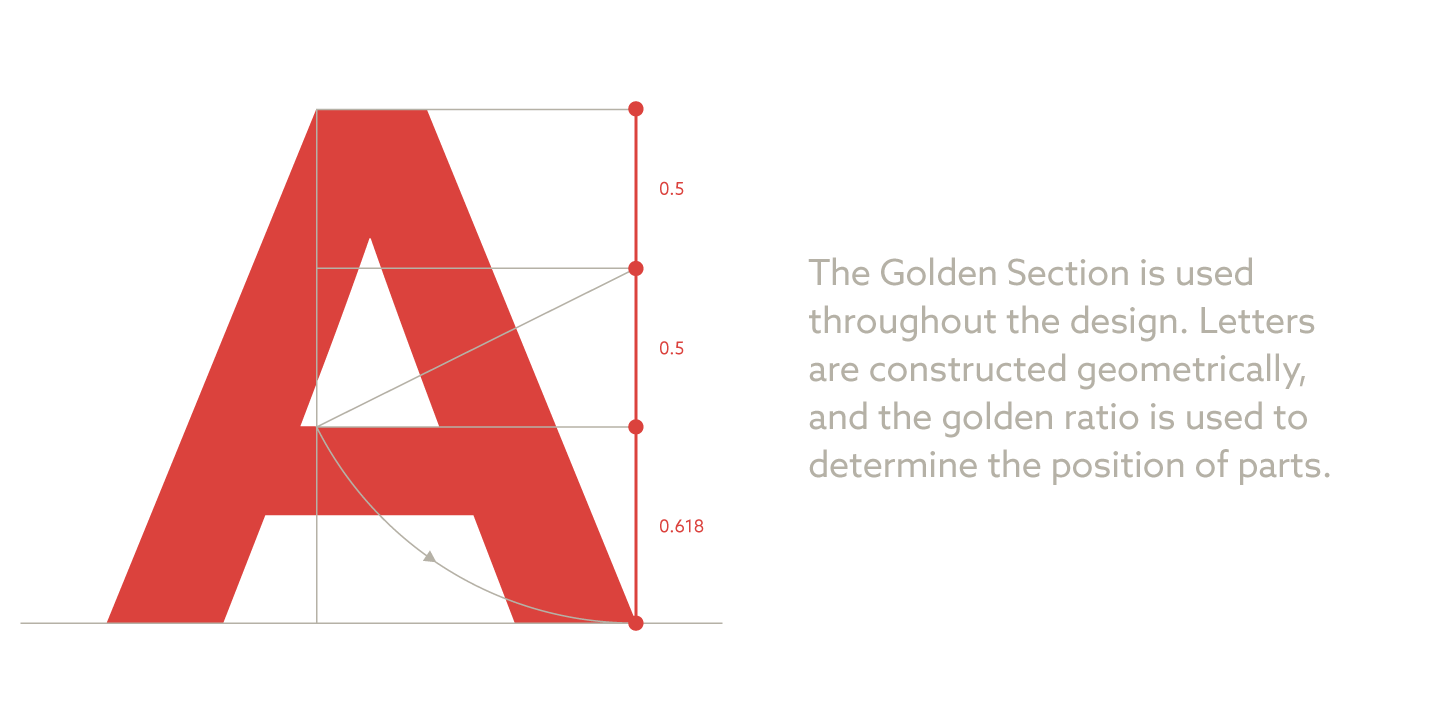 A
0.5
0.5
0.618
The Golden Section is used
throughout the design. Letters
are constructed geometrically,
and the golden ratio is used to
determine the position of parts.